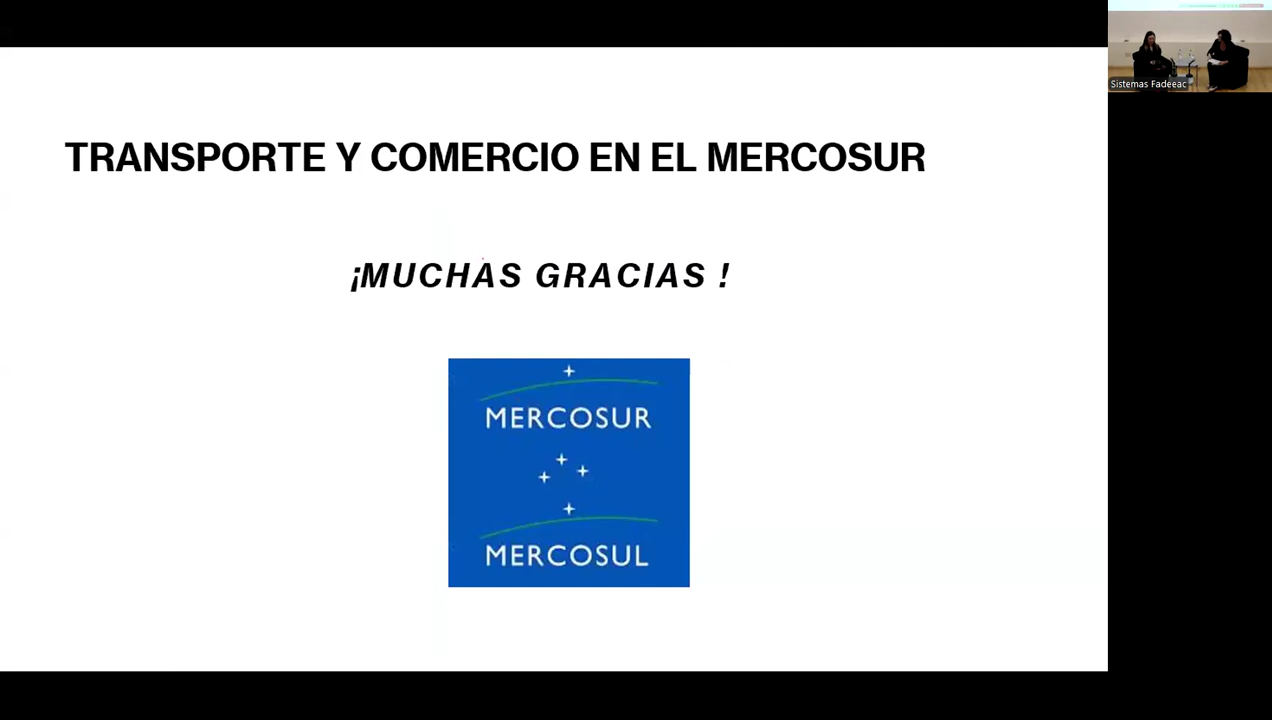 TRANSPORTE Y COMERCIO EN EL MERCOSUR
¡MUCHAS GRACIAS !
MERCOSUR
MERCOSUL
Sistemas Fadeeac